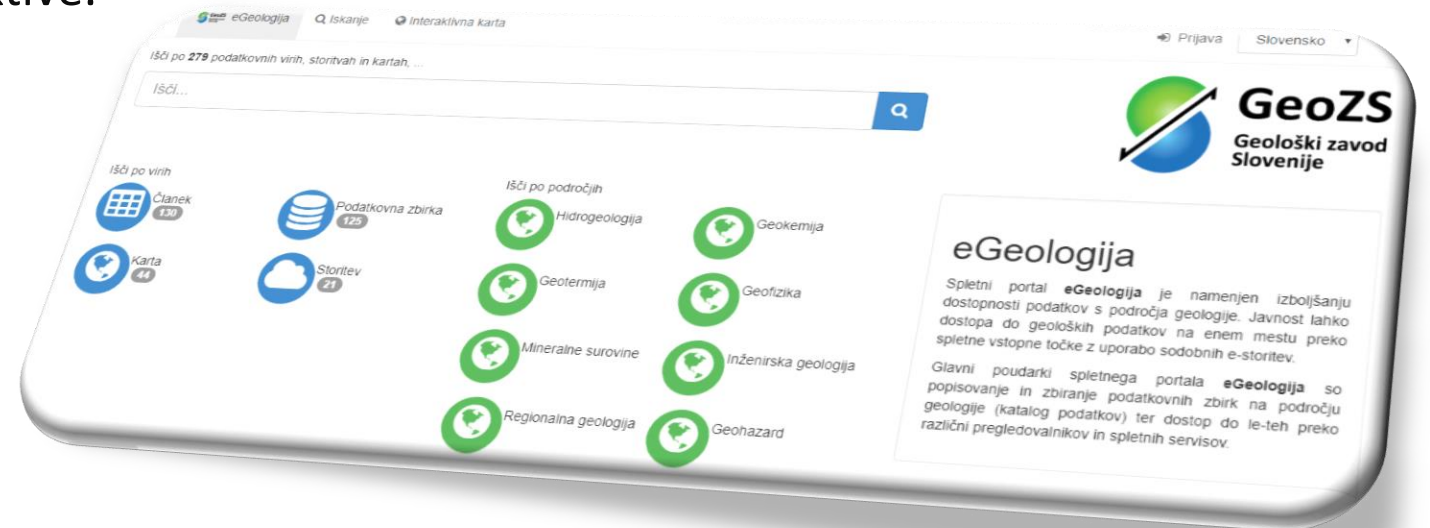 eGeologija
Iskanje
Interaktivna karta
Prijava
Slovensko
Išči po 279 podatkovnih virih, storitvah in kartah, ...
Išči...
GeoZS
Geološki zavod
Slovenije
Išči po virih
Članek
130
Podatkovna zbirka
125
Karta
44
Storitev
21
Išči po področjih
Hidrogeologija
Geokemija
Geotermija
Geofizika
Mineralne surovine
Inženirska geologija
Regionalna geologija
Geohazard
eGeologija
Spletni portal eGeologija je namenjen izboljšanju
dostopnosti podatkov s področja geologije. Javnost lahko
dostopa do geoloških podatkov na enem mestu preko
spletne vstopne točke z uporabo sodobnih e-storitev.
Glavni poudarki spletnega portala eGeologija so
popisovanje in zbiranje podatkovnih zbirk na področju
geologije (katalog podatkov) ter dostop do le-teh preko
različni pregledovalnikov in spletnih servisov.